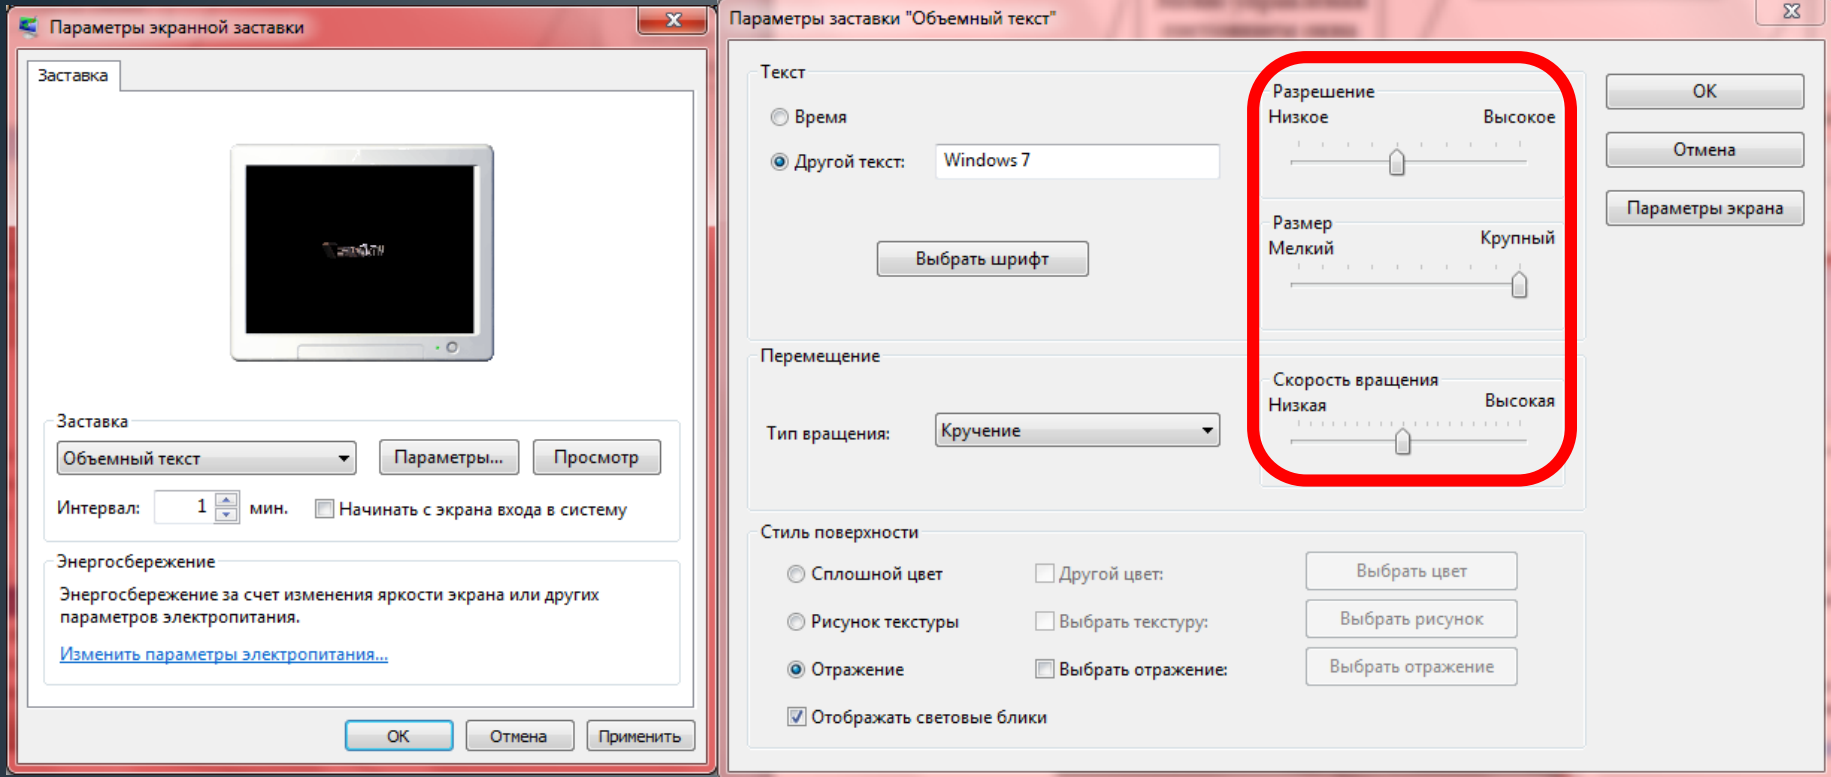 Параметры экранной заставки
Заставка
Заставка
Объемный текст
Параметры...
Просмотр
Интервал:
1
мин.
Начинать с экрана входа в систему
Энергосбережение
Энергосбережение за счет изменения яркости экрана или других
параметров электропитания.
Изменить параметры электропитания...
ОК
Отмена
Применить
Параметры заставки "Объемный текст"
Текст
Время
Другой текст:
Windows 7
Выбрать шрифт
Разрешение
Низкое
Высокое
Размер
Мелкий
Крупный
Перемещение
Тип вращения:
Кручение
Скорость вращения
Низкая
Высокая
Стиль поверхности
Сплошной цвет
Другой цвет:
Выбрать цвет
Рисунок текстуры
Выбрать текстуру:
Выбрать рисунок
Отражение
Выбрать отражение:
Выбрать отражение
Отображать световые блики
ОК
Отмена
Параметры экрана